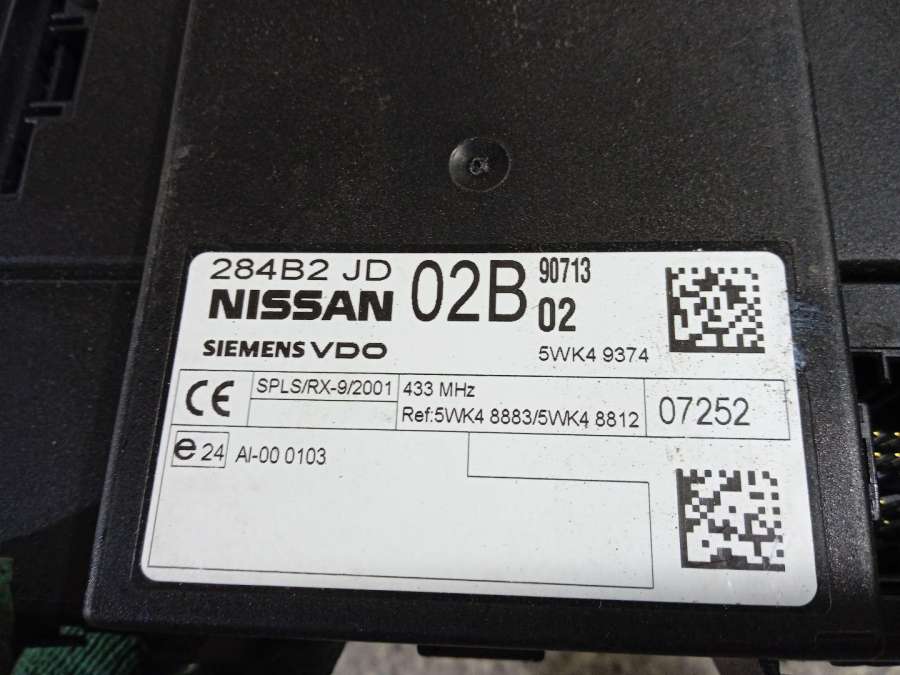 284B2 JD 02B 90713
NISSAN 02
SIEMENS VDO 5WK4 9374
CE SPLS/RX-9/2001 433 MHz 07252
Ref:5WK4 8883/5WK4 8812
e24 AI-00 0103